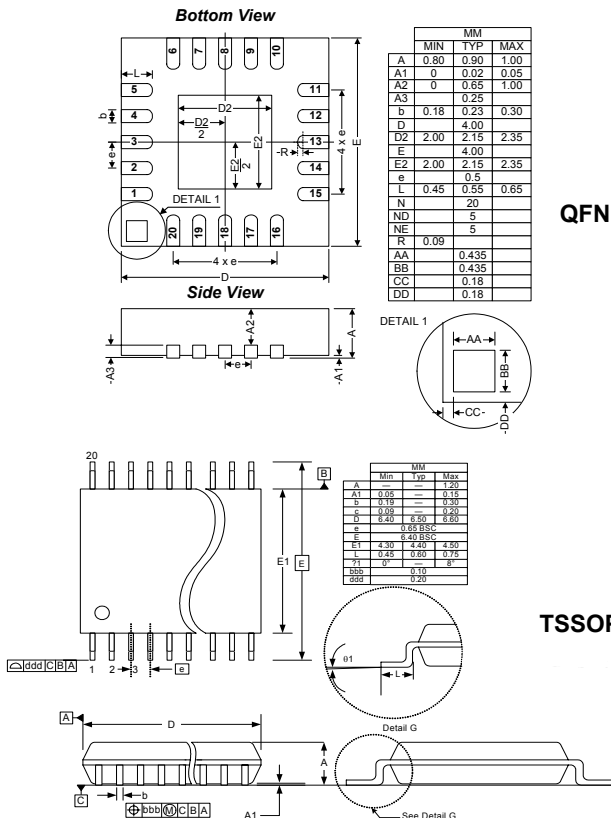 Bottom View
6 7 8 9 10
L
5 11
b
4 12
D2
D2
2
E2
E2
2
3 13
R
4 x e
E
e
2 14
1 15
DETAIL 1
20 19 18 17 16
4 x e
D
MM
MIN TYP MAX
A 0.80 0.90 1.00
A1 0 0.02 0.05
A2 0 0.65 1.00
A3 0.25
b 0.18 0.23 0.30
D 4.00
D2 2.00 2.15 2.35
E 4.00
E2 2.00 2.15 2.35
e 0.5
L 0.45 0.55 0.65
N 20
ND 5
NE 5
R 0.09
AA 0.435
BB 0.435
CC 0.18
DD 0.18
QFN
Side View
A2
A
A3
e
A1
DETAIL 1
AA
BB
CC
DD
20
B
E1
E
1 2 3
e
ddd C B A
MM
Min Typ Max
A — — 1.20
A1 0.05 — 0.15
b 0.19 — 0.30
c 0.09 — 0.20
D 6.40 6.50 6.60
e 0.65 BSC
E 6.40 BSC
E1 4.30 4.40 4.50
L 0.45 0.60 0.75
?1 0° — 8°
bbb 0.10
ddd 0.20
θ1
L
Detail G
TSSOP
A
D
A
C
b
bbb M C B A
A1
See Detail G